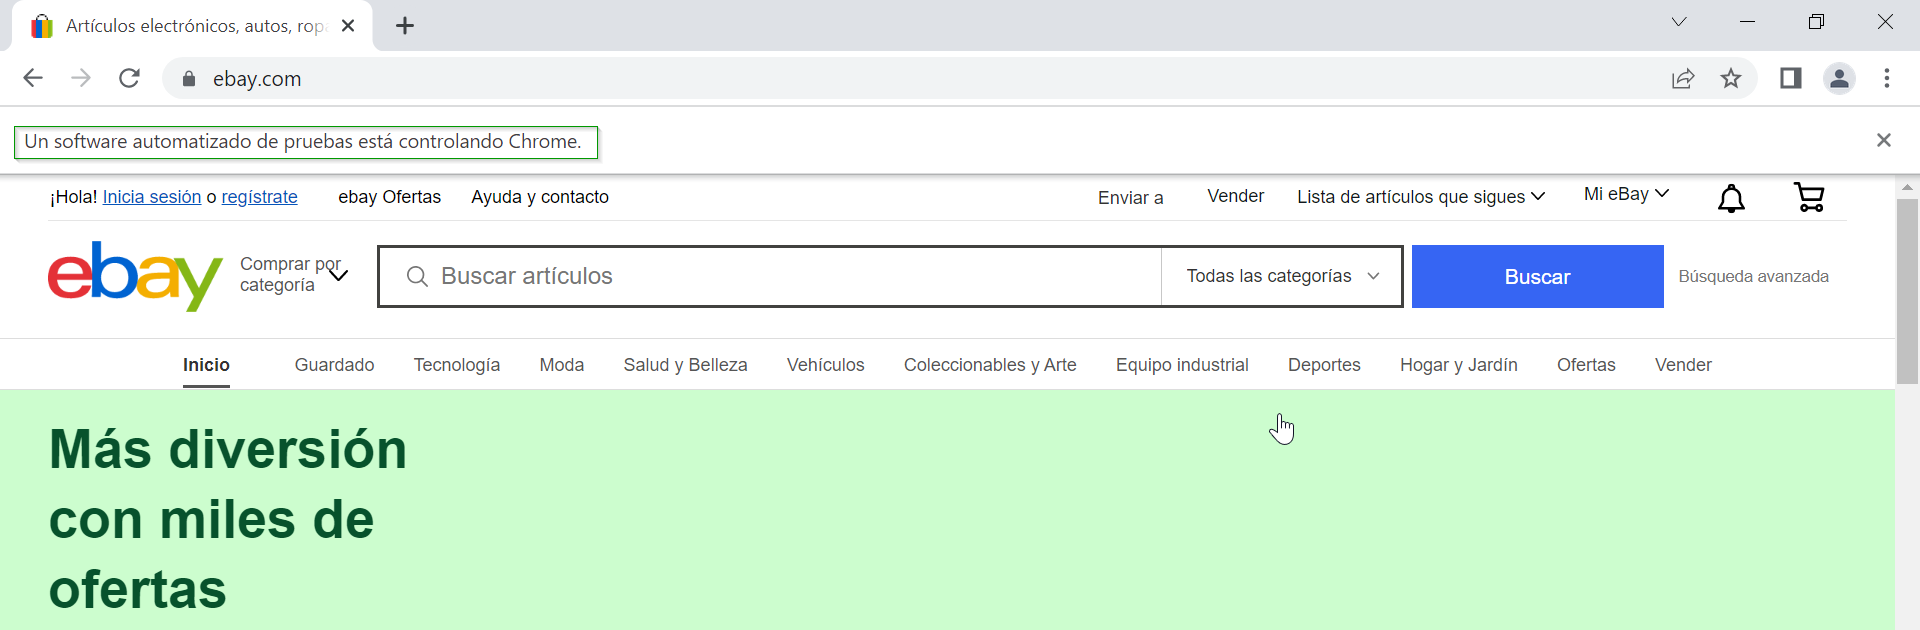 Artículos electrónicos, autos, rop
ebay.com
Un software automatizado de pruebas está controlando Chrome.
¡Hola! Inicia sesión o regístrate ebay Ofertas Ayuda y contacto Enviar a Vender Lista de artículos que sigues Mi eBay
ebay
Comprar por
categoría
Buscar artículos Todas las categorías Buscar Búsqueda avanzada
Inicio Guardado Tecnología Moda Salud y Belleza Vehículos Coleccionables y Arte Equipo industrial Deportes Hogar y Jardín Ofertas Vender
Más diversión
con miles de
ofertas